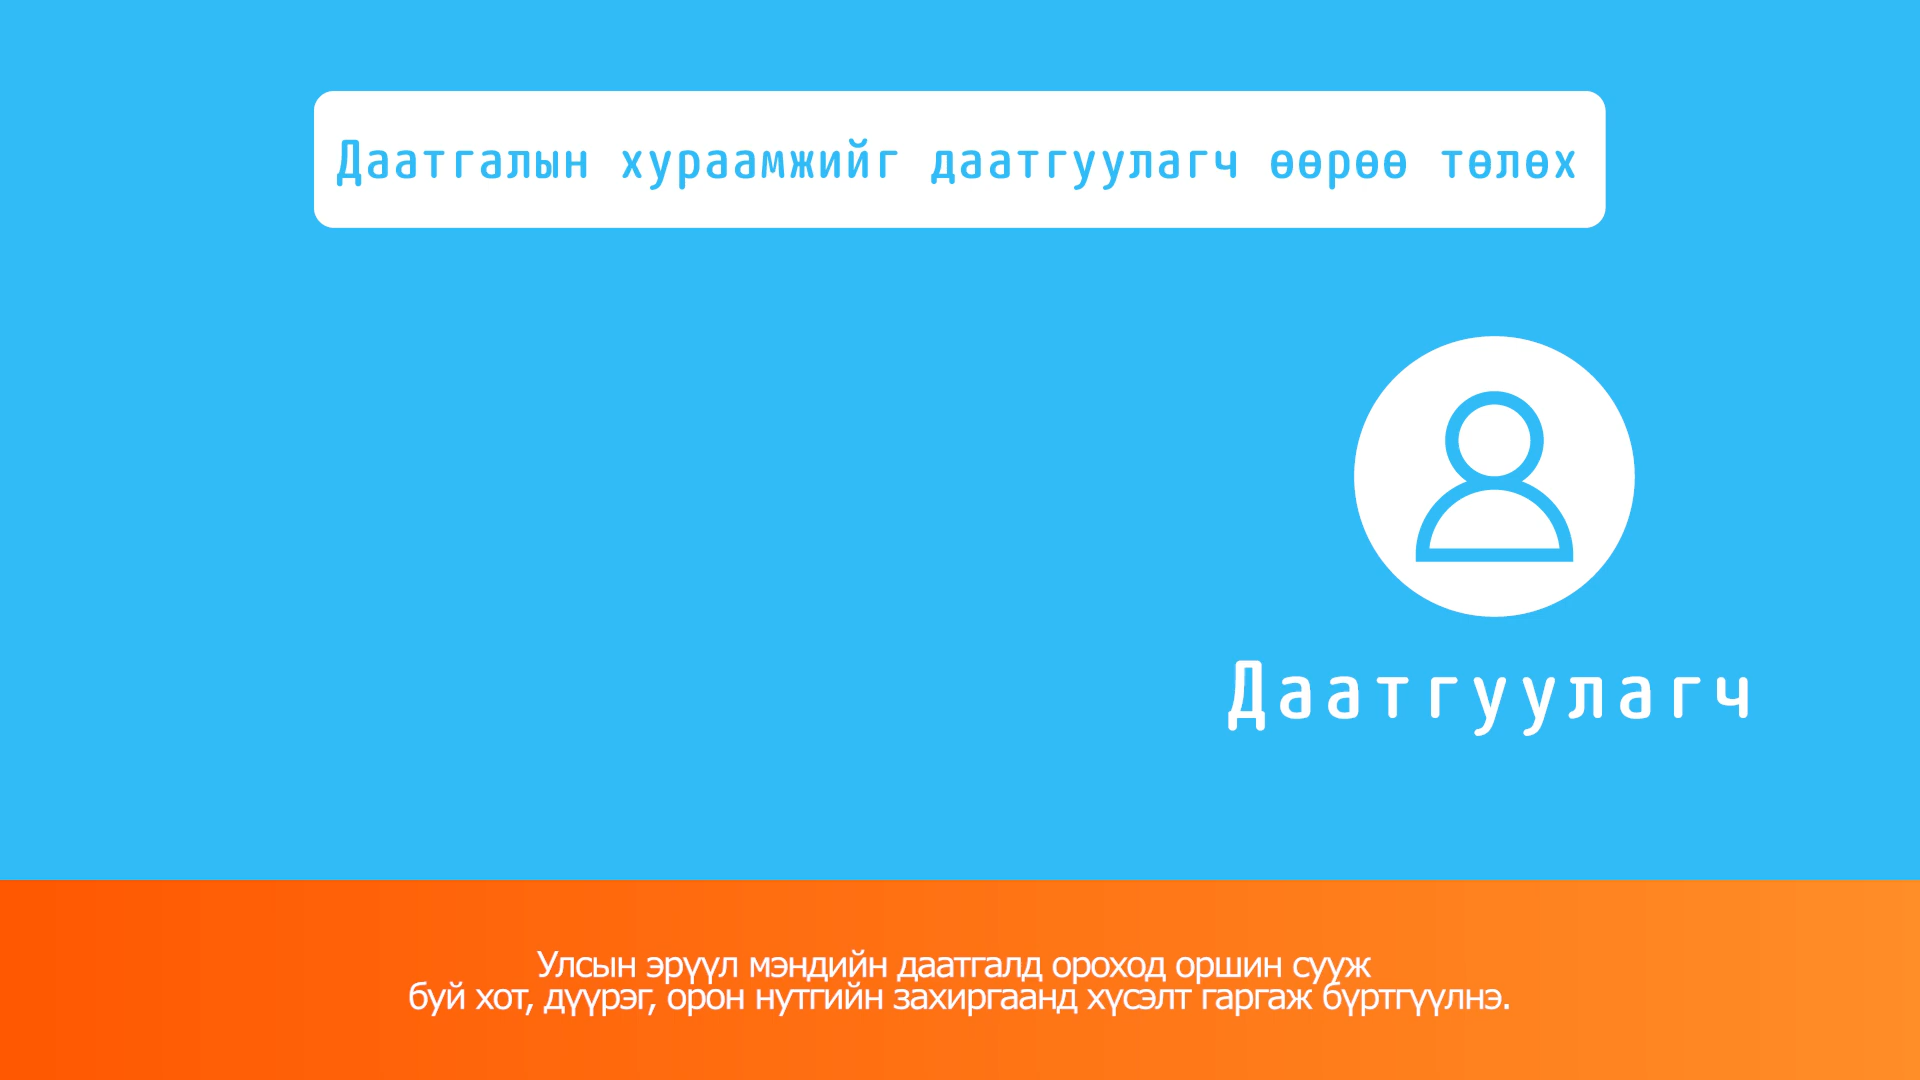 Даатгалын хураамжийг даатгуулагч өөрөө төлөх
Даатгуулагч
Улсын эрүүл мэндийн даатгалд ороход оршин сууж
буй хот, дүүрэг, орон нутгийн захиргаанд хүсэлт гаргаж бүртгүүлнэ.